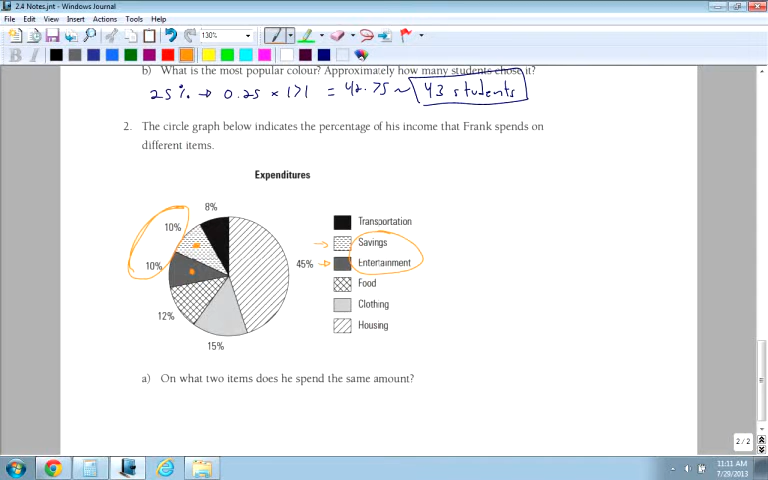 2.4 Notes.jnt - Windows Journal
File Edit View Insert Actions Tools Help
130%
B I
b) What is the most popular colour? Approximately how many students chose it?
25% → 0.25 × 171 = 42.75 ~ 43 students
2. The circle graph below indicates the percentage of his income that Frank spends on
different items.
Expenditures
8%
10%
10%
12%
15%
45%
Transportation
Savings
Entertainment
Food
Clothing
Housing
a) On what two items does he spend the same amount?
2 / 2
11:11 AM
7/29/2013